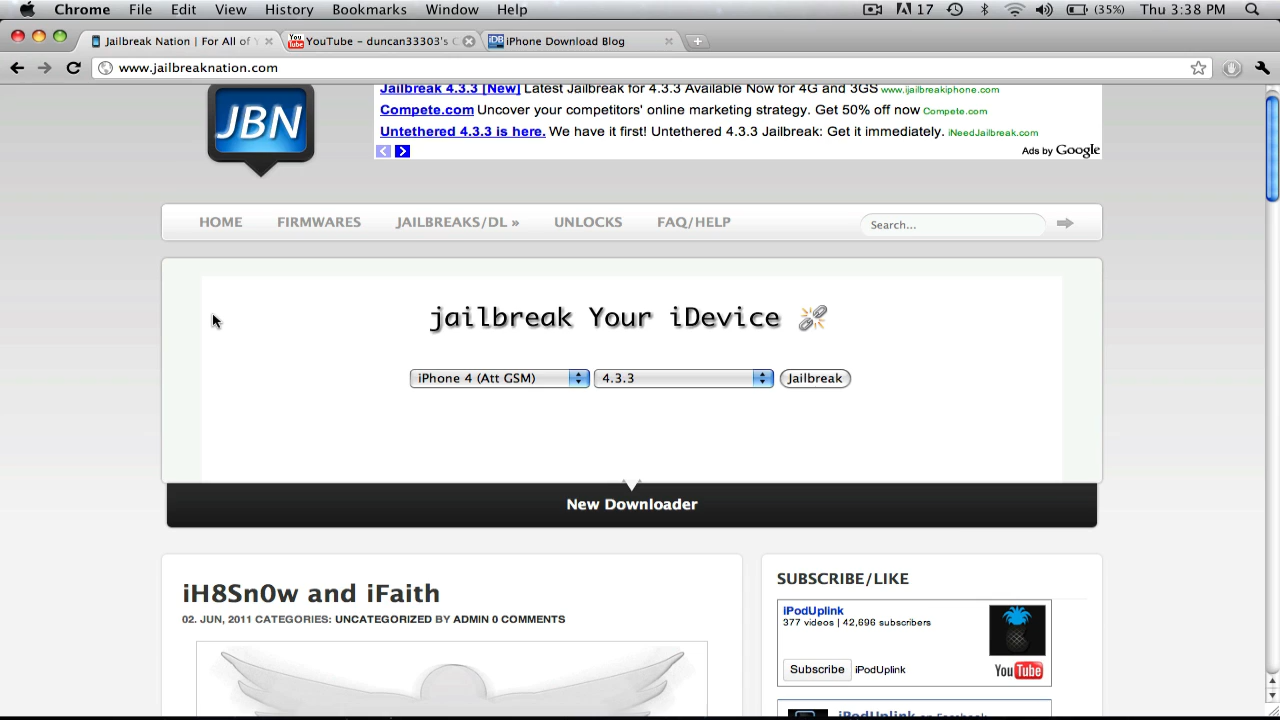 Chrome File Edit View History Bookmarks Window Help 17 (35%) Thu 3:38 PM
Jailbreak Nation | For All of Y YouTube - duncan33303's C iDB iPhone Download Blog
www.jailbreaknation.com
JBN
Jailbreak 4.3.3 [New] Latest Jailbreak for 4.3.3 Available Now for 4G and 3GS www.ijailbreakiphone.com
Compete.com Uncover your competitors' online marketing strategy. Get 50% off now Compete.com
Untethered 4.3.3 is here. We have it first! Untethered 4.3.3 Jailbreak: Get it immediately. iNeedJailbreak.com
Ads by Google
HOME FIRMWARES JAILBREAKS/DL » UNLOCKS FAQ/HELP Search...
jailbreak Your iDevice
iPhone 4 (Att GSM) 4.3.3 Jailbreak
New Downloader
iH8Sn0w and iFaith
02. JUN, 2011 CATEGORIES: UNCATEGORIZED BY ADMIN 0 COMMENTS
SUBSCRIBE/LIKE
iPodUplink
377 videos | 42,696 subscribers
Subscribe iPodUplink
YouTube
iPodUplink on Facebook